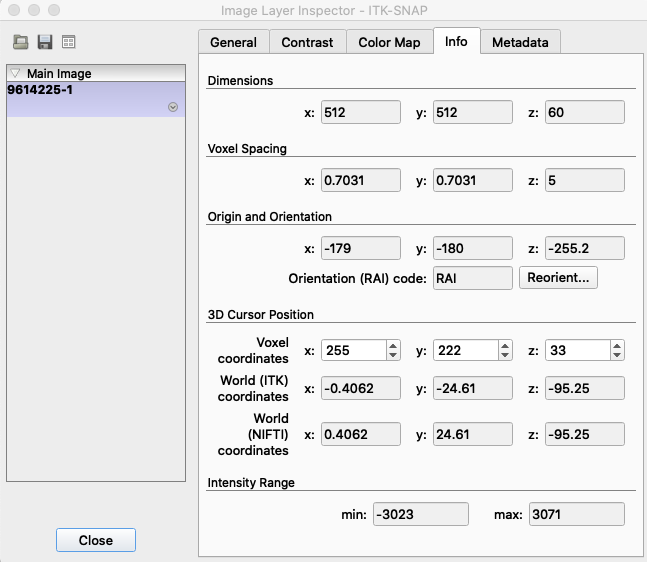 Image Layer Inspector - ITK-SNAP
General Contrast Color Map Info Metadata
Main Image
9614225-1
Dimensions
x: 512 y: 512 z: 60
Voxel Spacing
x: 0.7031 y: 0.7031 z: 5
Origin and Orientation
x: -179 y: -180 z: -255.2
Orientation (RAI) code: RAI Reorient...
3D Cursor Position
Voxel
coordinates x: 255 y: 222 z: 33
World (ITK)
coordinates x: -0.4062 y: -24.61 z: -95.25
World
(NIFTI) x: 0.4062 y: 24.61 z: -95.25
coordinates
Intensity Range
min: -3023 max: 3071
Close